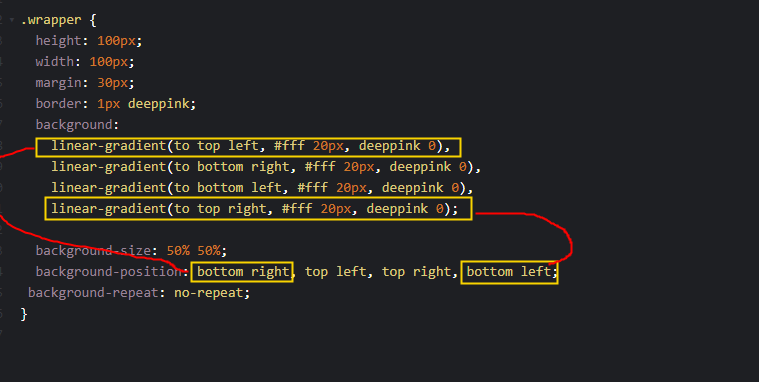 .wrapper {
height: 100px;
width: 100px;
margin: 30px;
border: 1px deeppink;
background:
linear-gradient(to top left, #fff 20px, deeppink 0),
linear-gradient(to bottom right, #fff 20px, deeppink 0),
linear-gradient(to bottom left, #fff 20px, deeppink 0),
linear-gradient(to top right, #fff 20px, deeppink 0);
background-size: 50% 50%;
background-position: bottom right, top left, top right, bottom left;
background-repeat: no-repeat;
}